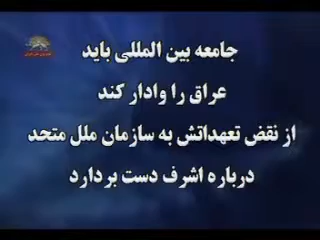 جامعه بین المللی باید
عراق را وادار کند
از نقض تعهداتش به سازمان ملل متحد
درباره اشرف دست بردارد